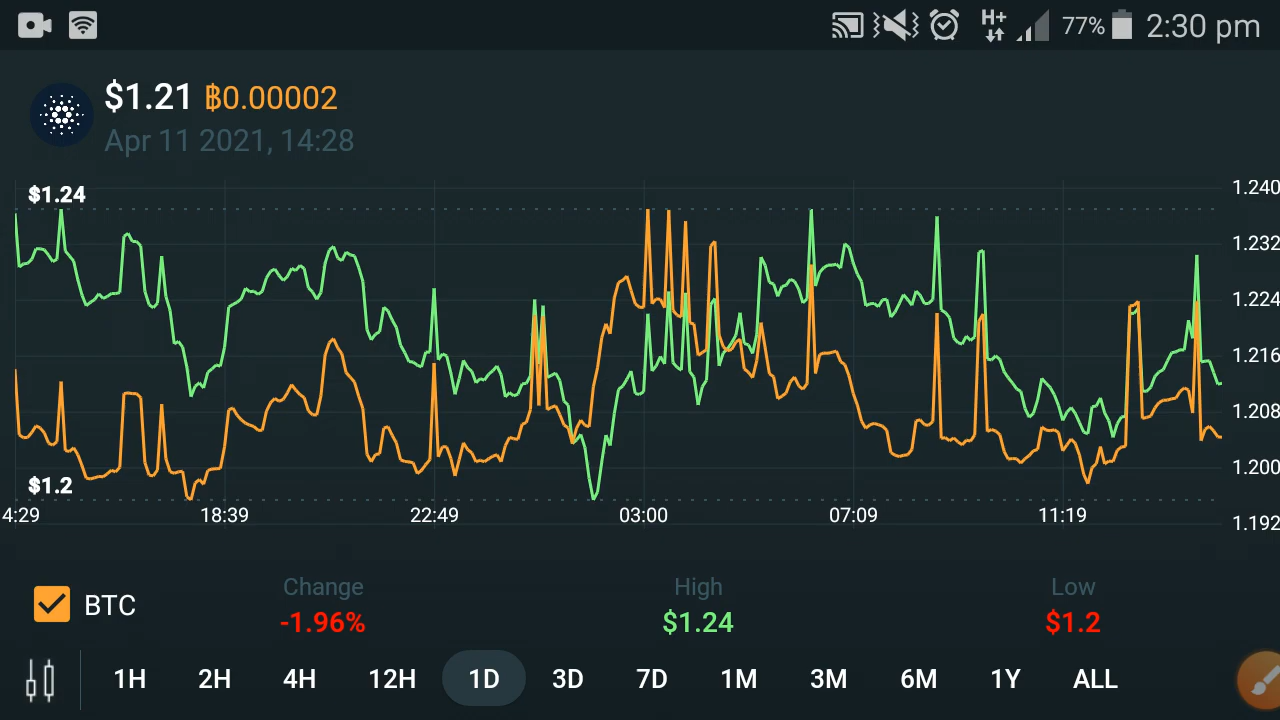 H+ 77% 2:30 pm
$1.21 ฿0.00002
Apr 11 2021, 14:28
$1.24
1.240
1.232
1.224
1.216
1.208
1.200
1.192
$1.2
4:29 18:39 22:49 03:00 07:09 11:19
BTC
Change High Low
-1.96% $1.24 $1.2
1H 2H 4H 12H 1D 3D 7D 1M 3M 6M 1Y ALL